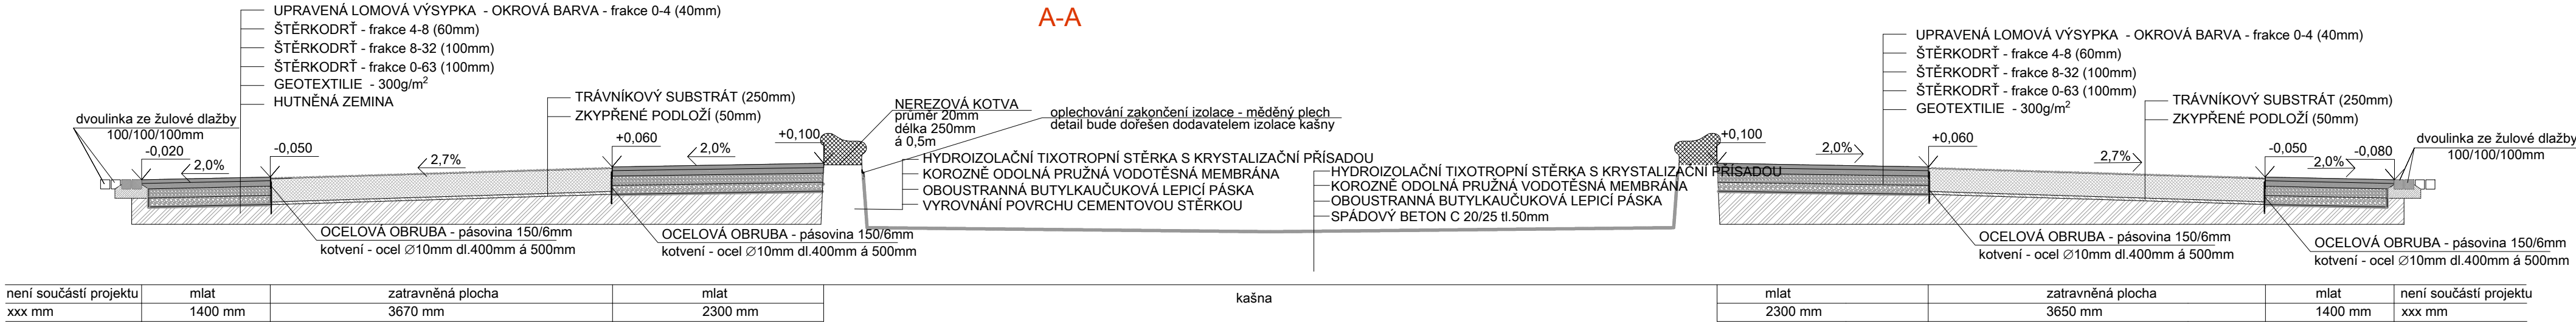 A-A
UPRAVENÁ LOMOVÁ VÝSYPKA - OKROVÁ BARVA - frakce 0-4 (40mm)
ŠTĚRKODRŤ - frakce 4-8 (60mm)
ŠTĚRKODRŤ - frakce 8-32 (100mm)
ŠTĚRKODRŤ - frakce 0-63 (100mm)
GEOTEXTILIE - 300g/m²
HUTNĚNÁ ZEMINA
dvoulinka ze žulové dlažby
100/100/100mm
-0,020
2,0%
-0,050
2,7%
TRÁVNÍKOVÝ SUBSTRÁT (250mm)
ZKYPŘENÉ PODLOŽÍ (50mm)
+0,060
2,0%
+0,100
OCELOVÁ OBRUBA - pásovina 150/6mm
kotvení - ocel ∅10mm dl.400mm á 500mm
OCELOVÁ OBRUBA - pásovina 150/6mm
kotvení - ocel ∅10mm dl.400mm á 500mm
NEREZOVÁ KOTVA
průměr 20mm
délka 250mm
á 0,5m
oplechování zakončení izolace - měděný plech
detail bude dořešen dodavatelem izolace kašny
HYDROIZOLAČNÍ TIXOTROPNÍ STĚRKA S KRYSTALIZAČNÍ PŘÍSADOU
KOROZNĚ ODOLNÁ PRUŽNÁ VODOTĚSNÁ MEMBRÁNA
OBOUSTRANNÁ BUTYLKAUČUKOVÁ LEPICÍ PÁSKA
VYROVNÁNÍ POVRCHU CEMENTOVOU STĚRKOU
HYDROIZOLAČNÍ TIXOTROPNÍ STĚRKA S KRYSTALIZAČNÍ PŘÍSADOU
KOROZNĚ ODOLNÁ PRUŽNÁ VODOTĚSNÁ MEMBRÁNA
OBOUSTRANNÁ BUTYLKAUČUKOVÁ LEPICÍ PÁSKA
SPÁDOVÝ BETON C 20/25 tl.50mm
UPRAVENÁ LOMOVÁ VÝSYPKA - OKROVÁ BARVA - frakce 0-4 (40mm)
ŠTĚRKODRŤ - frakce 4-8 (60mm)
ŠTĚRKODRŤ - frakce 8-32 (100mm)
ŠTĚRKODRŤ - frakce 0-63 (100mm)
GEOTEXTILIE - 300g/m²
+0,100
2,0%
+0,060
2,7%
TRÁVNÍKOVÝ SUBSTRÁT (250mm)
ZKYPŘENÉ PODLOŽÍ (50mm)
-0,050
2,0%
-0,080
dvoulinka ze žulové dlažby
100/100/100mm
OCELOVÁ OBRUBA - pásovina 150/6mm
kotvení - ocel ∅10mm dl.400mm á 500mm
OCELOVÁ OBRUBA - pásovina 150/6mm
kotvení - ocel ∅10mm dl.400mm á 500mm
není součástí projektu mlat zatravněná plocha mlat kašna mlat zatravněná plocha mlat není součástí projektu
xxx mm 1400 mm 3670 mm 2300 mm 2300 mm 3650 mm 1400 mm xxx mm